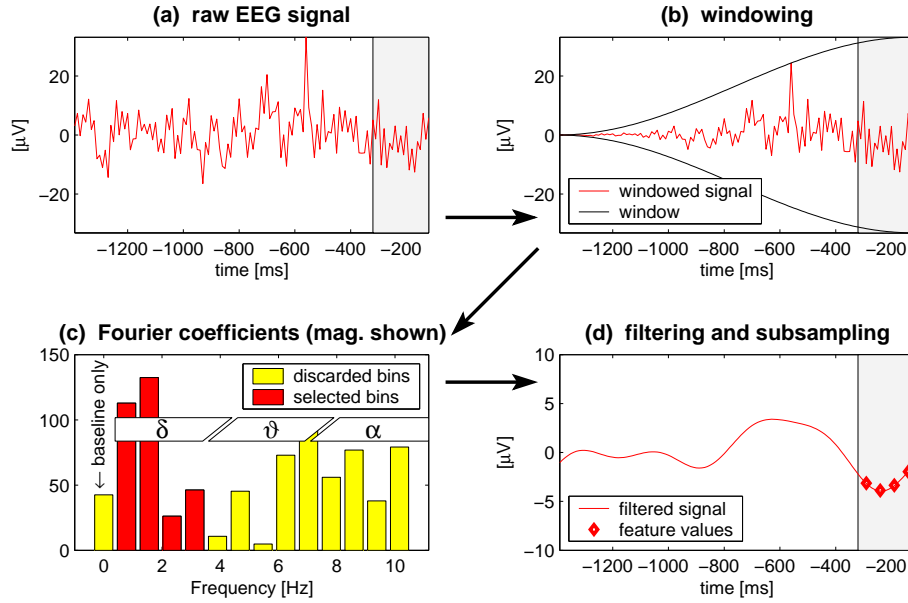 (a) raw EEG signal
[μV]
20
0
−20
−1200 −1000 −800 −600 −400 −200
time [ms]
(b) windowing
[μV]
20
0
−20
windowed signal
window
−1200 −1000 −800 −600 −400 −200
time [ms]
(c) Fourier coefficients (mag. shown)
150
100
50
0
← baseline only
discarded bins
selected bins
δ ϑ α
0 2 4 6 8 10
Frequency [Hz]
(d) filtering and subsampling
[μV]
10
5
0
−5
−10
filtered signal
feature values
−1200 −1000 −800 −600 −400 −200
time [ms]